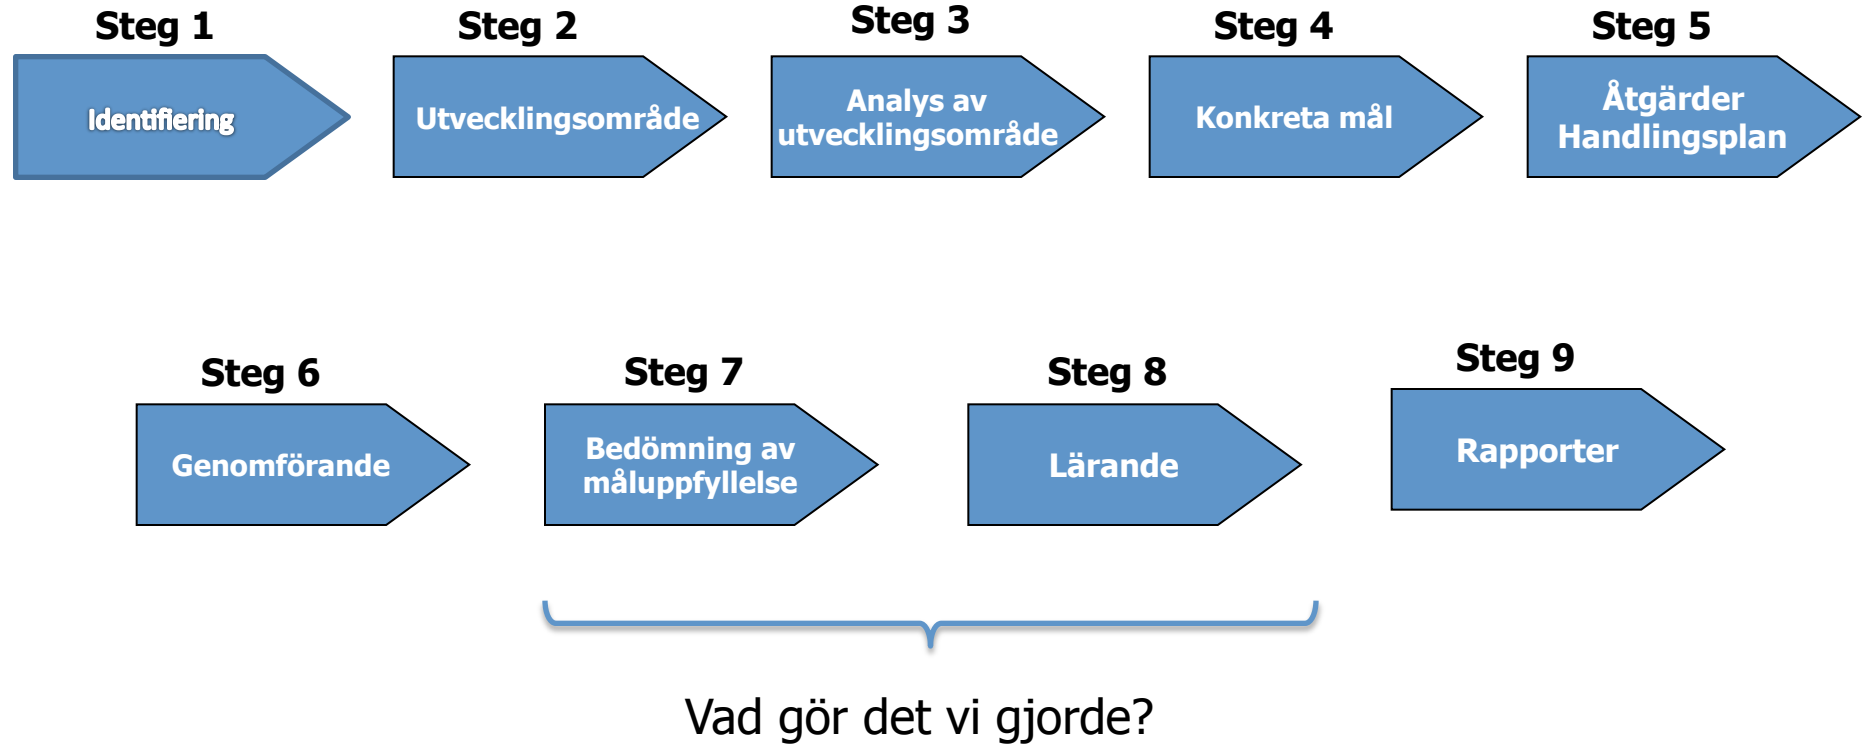 Steg 1
Identifiering
Steg 2
Utvecklingsområde
Steg 3
Analys av
utvecklingsområde
Steg 4
Konkreta mål
Steg 5
Åtgärder
Handlingsplan
Steg 6
Genomförande
Steg 7
Bedömning av
måluppfyllelse
Steg 8
Lärande
Steg 9
Rapporter
Vad gör det vi gjorde?